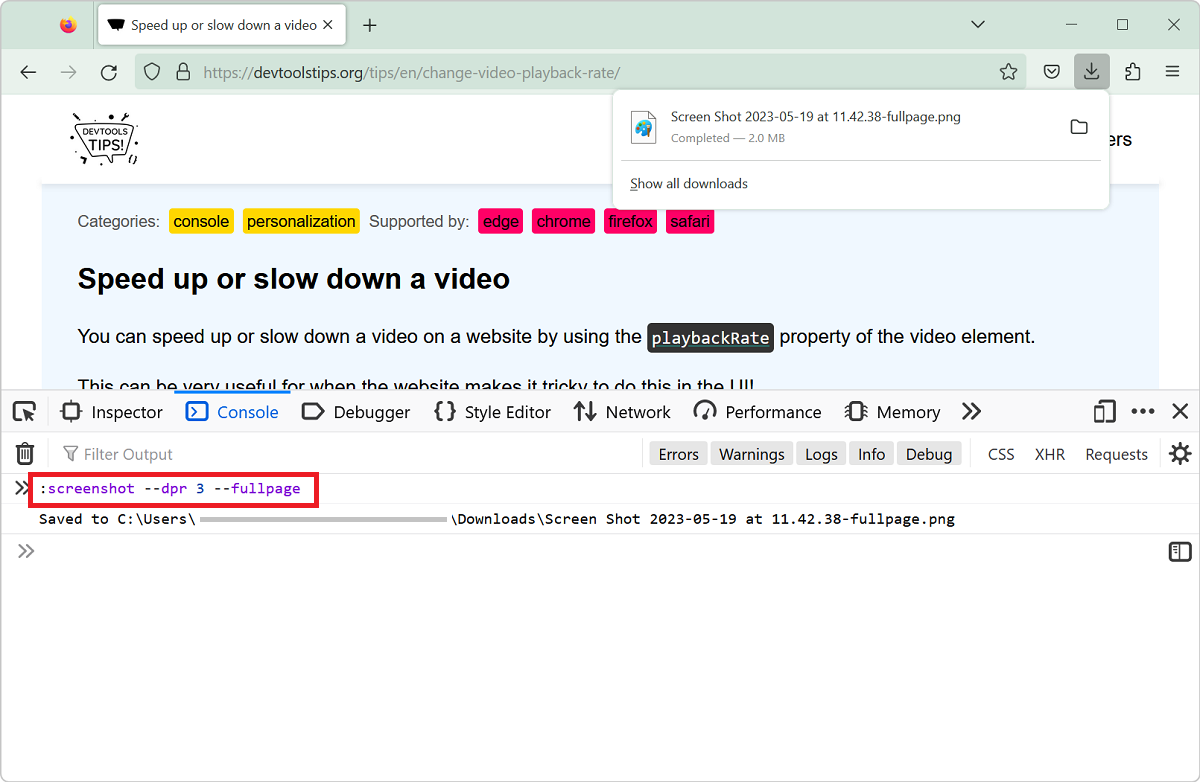 Speed up or slow down a video
https://devtoolstips.org/tips/en/change-video-playback-rate/
DEVTOOLS
TIPS!
Screen Shot 2023-05-19 at 11.42.38-fullpage.png
Completed — 2.0 MB
ers
Show all downloads
Categories: console personalization Supported by: edge chrome firefox safari
Speed up or slow down a video
You can speed up or slow down a video on a website by using the playbackRate property of the video element.
This can be very useful for when the website makes it tricky to do this in the UI!
Inspector Console Debugger Style Editor Network Performance Memory
Filter Output Errors Warnings Logs Info Debug CSS XHR Requests
:screenshot --dpr 3 --fullpage
Saved to C:\Users\ \Downloads\Screen Shot 2023-05-19 at 11.42.38-fullpage.png